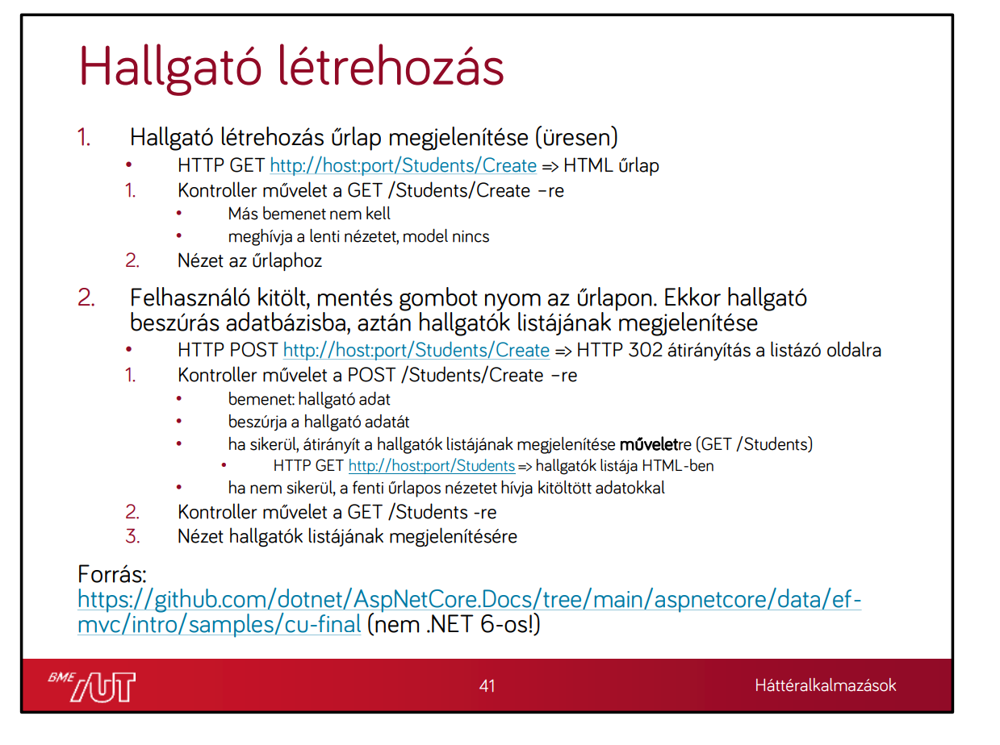 Hallgató létrehozás
1. Hallgató létrehozás űrlap megjelenítése (üresen)
• HTTP GET http://host:port/Students/Create => HTML űrlap
1. Kontroller művelet a GET /Students/Create –re
• Más bemenet nem kell
• meghívja a lenti nézetet, model nincs
2. Nézet az űrlaphoz
2. Felhasználó kitölt, mentés gombot nyom az űrlapon. Ekkor hallgató
beszúrás adatbázisba, aztán hallgatók listájának megjelenítése
• HTTP POST http://host:port/Students/Create => HTTP 302 átirányítás a listázó oldalra
1. Kontroller művelet a POST /Students/Create –re
• bemenet: hallgató adat
• beszúrja a hallgató adatát
• ha sikerül, átirányít a hallgatók listájának megjelenítése műveletre (GET /Students)
• HTTP GET http://host:port/Students => hallgatók listája HTML-ben
• ha nem sikerül, a fenti űrlapos nézetet hívja kitöltött adatokkal
2. Kontroller művelet a GET /Students -re
3. Nézet hallgatók listájának megjelenítésére
Forrás:
https://github.com/dotnet/AspNetCore.Docs/tree/main/aspnetcore/data/ef-
mvc/intro/samples/cu-final (nem .NET 6-os!)
BME AUT
41
Háttéralkalmazások